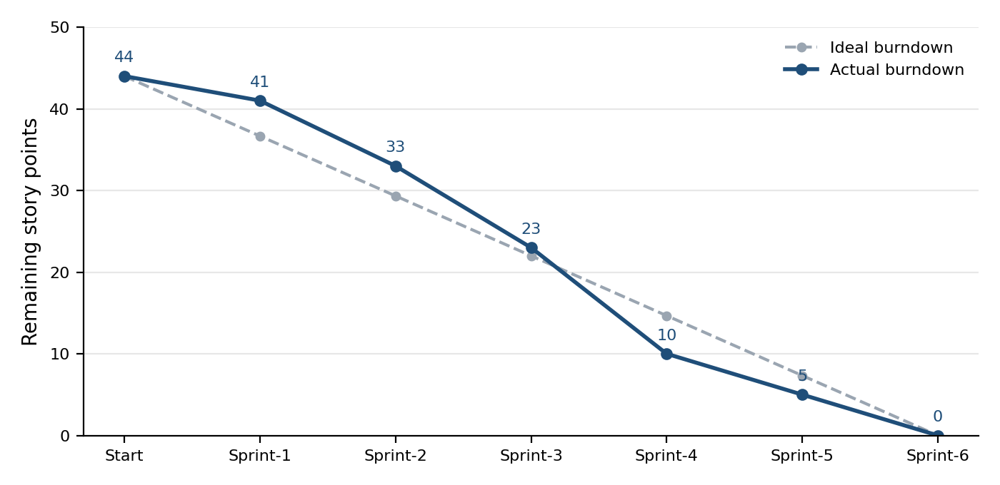 50
40
30
20
10
0
Remaining story points
44
41
33
23
10
5
0
Ideal burndown
Actual burndown
Start
Sprint-1
Sprint-2
Sprint-3
Sprint-4
Sprint-5
Sprint-6